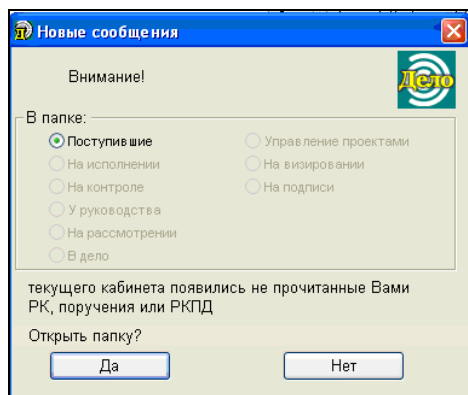 Новые сообщения
Внимание!
Дело
В папке:
Поступившие
Управление проектами
На исполнении
На визировании
На контроле
На подписи
У руководства
На рассмотрении
В дело
текущего кабинета появились не прочитанные Вами
РК, поручения или РКПД
Открыть папку?
Да
Нет